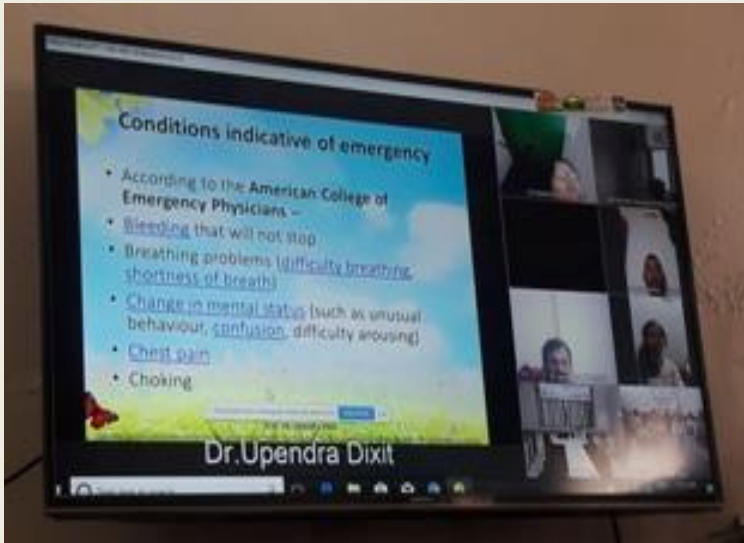 Conditions indicative of emergency
• According to the American College of
Emergency Physicians –
• Bleeding that will not stop
• Breathing problems (difficulty breathing,
shortness of breath)
• Change in mental status (such as unusual
behaviour, confusion, difficulty arousing)
• Chest pain
• Choking
Dr.Upendra Dixit